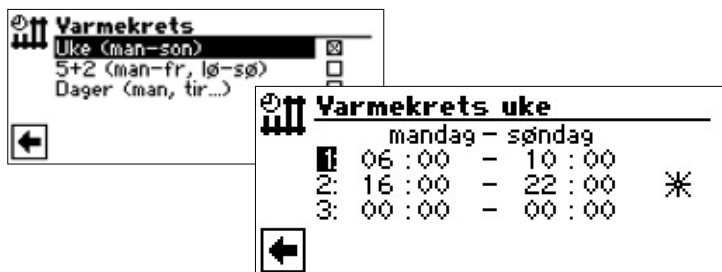 Varmekrets
Uke (man–son)
5+2 (man–fr, lø–sø)
Dager (man, tir...)
Varmekrets uke
mandag – søndag
1: 06 : 00 – 10 : 00
2: 16 : 00 – 22 : 00
3: 00 : 00 – 00 : 00